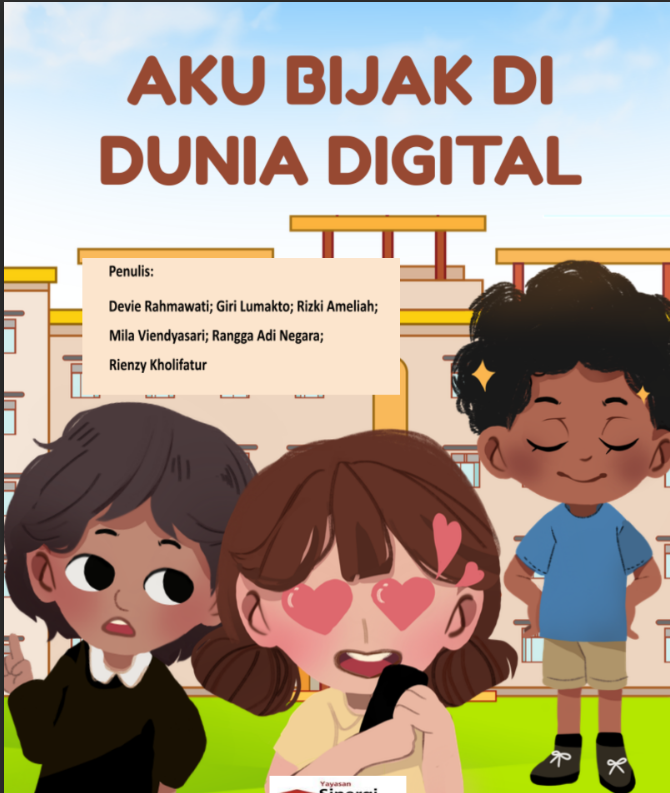 AKU BIJAK DI
DUNIA DIGITAL
Penulis:
Devie Rahmawati; Giri Lumakto; Rizki Ameliah;
Mila Viendyasari; Rangga Adi Negara;
Rienzy Kholifatur
Yayasan